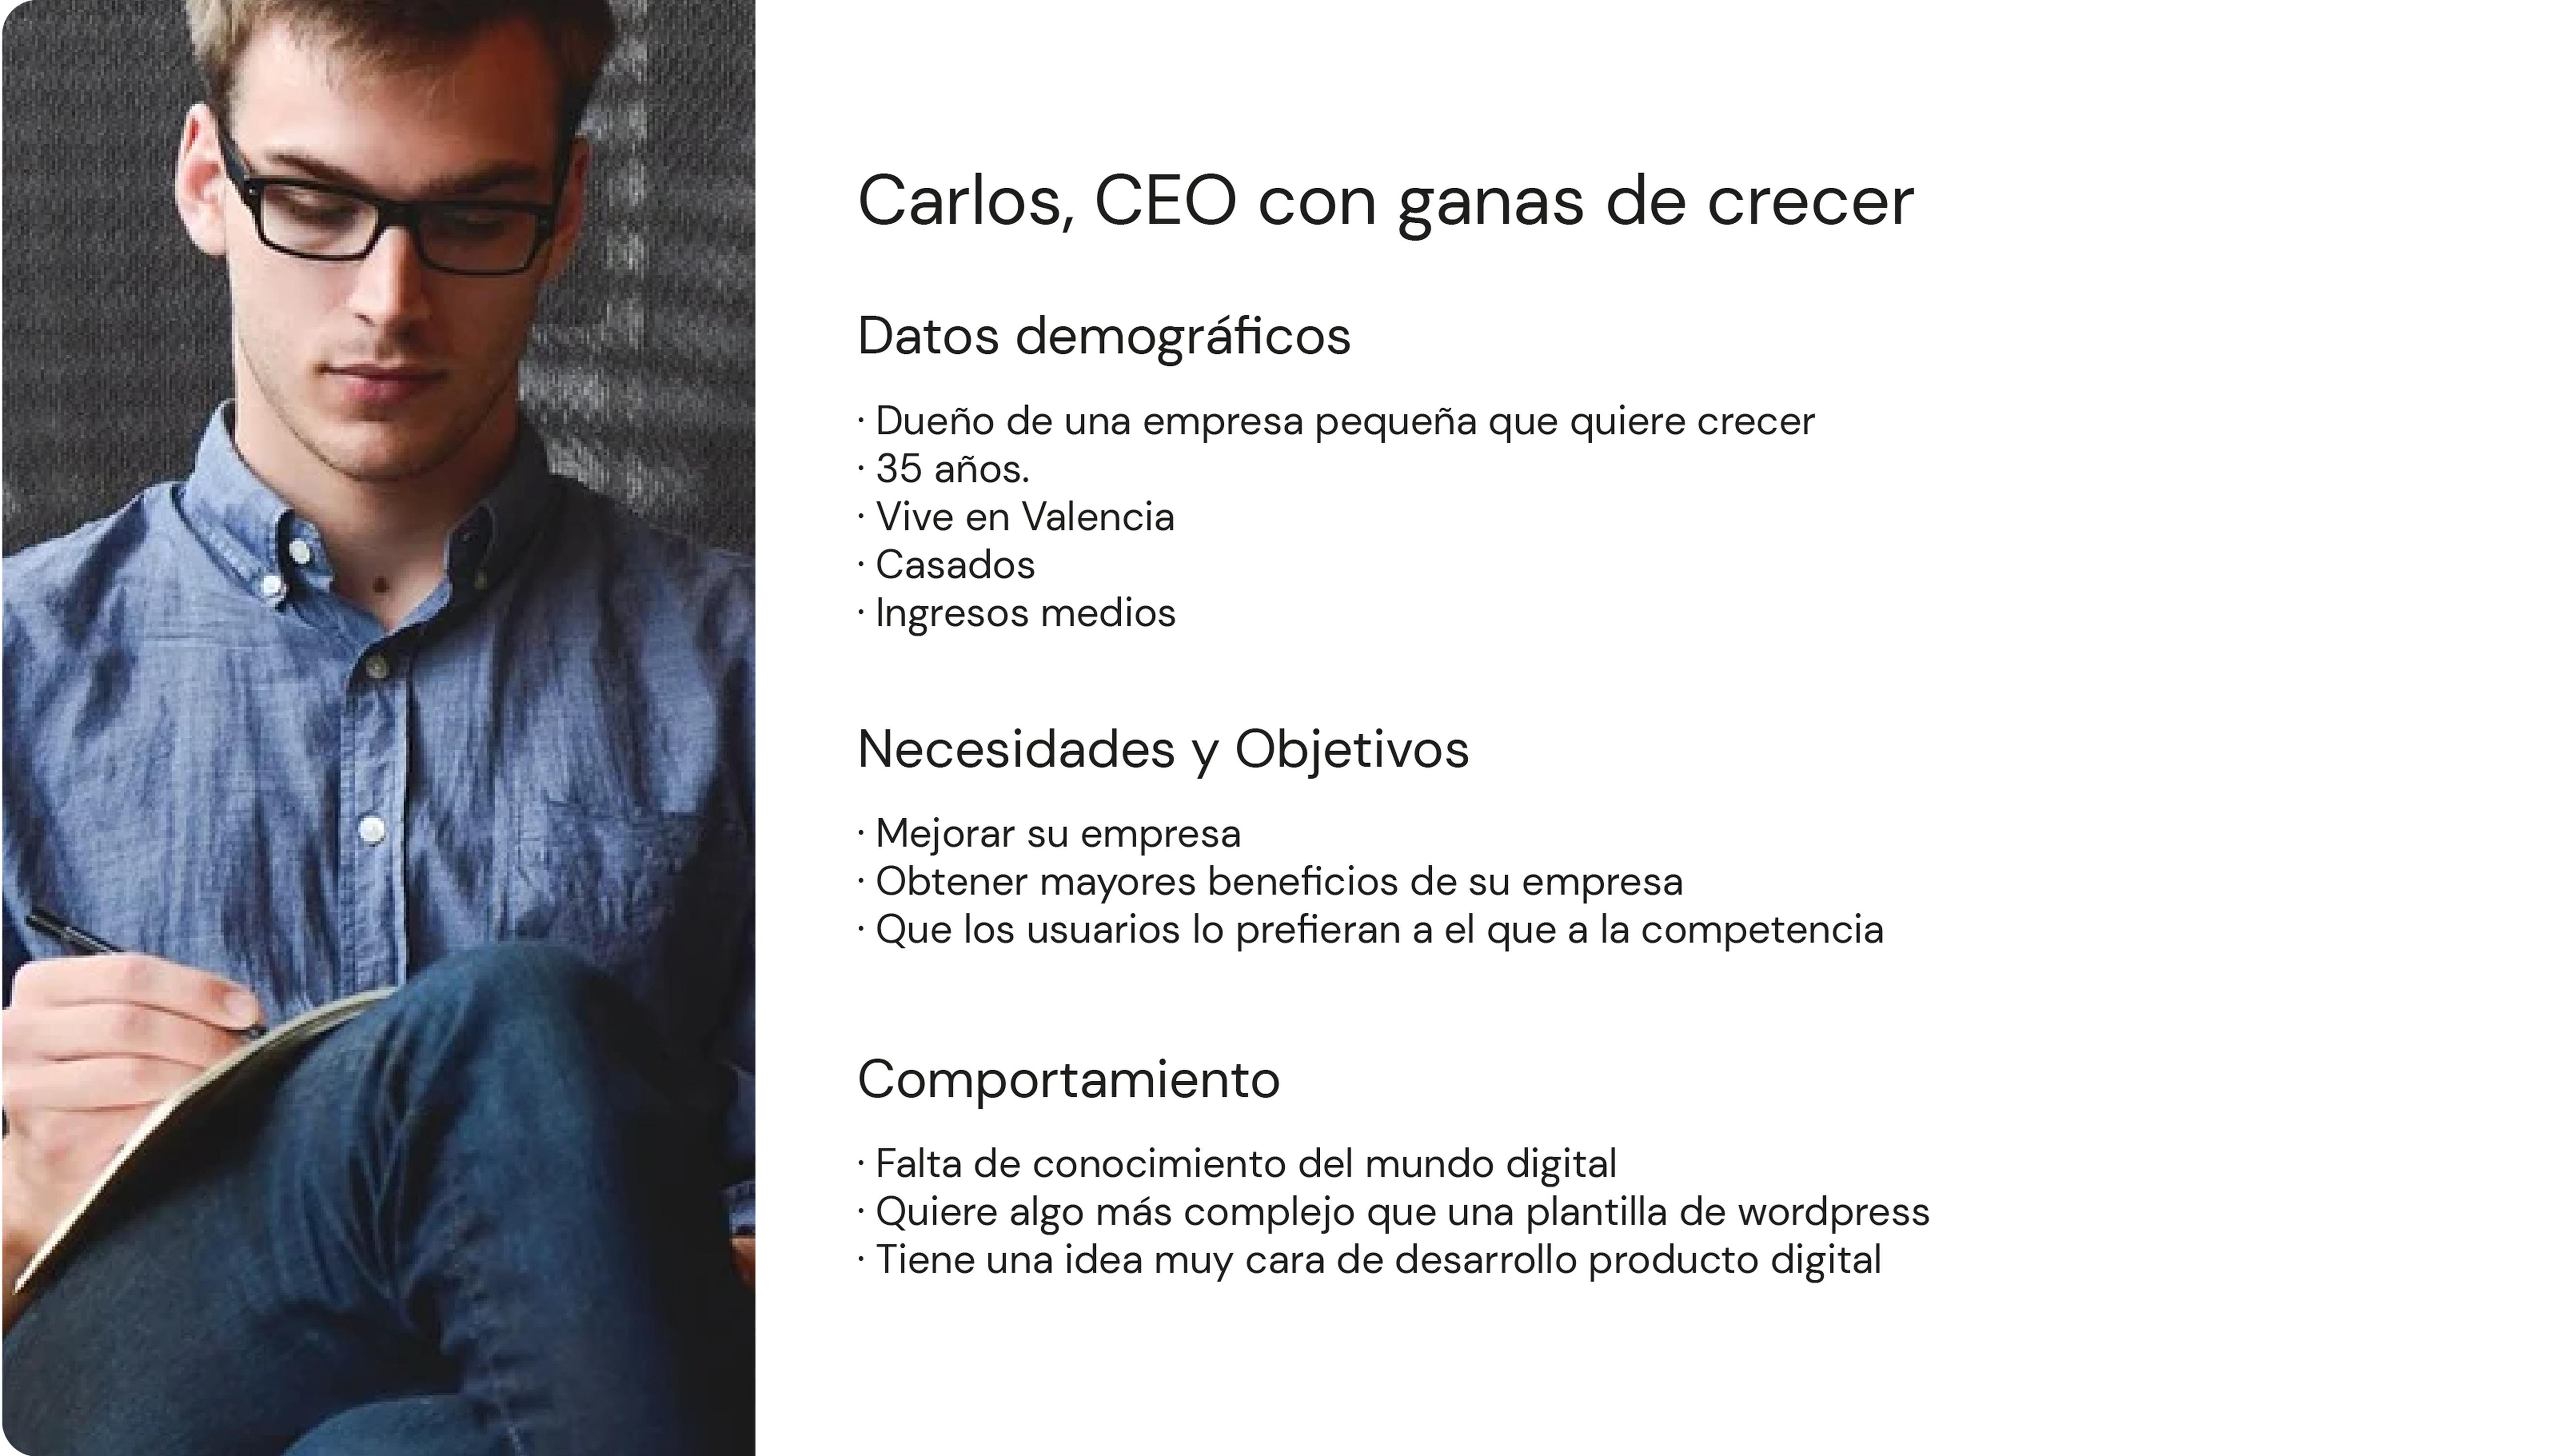 Carlos, CEO con ganas de crecer
Datos demográficos
· Dueño de una empresa pequeña que quiere crecer
· 35 años.
· Vive en Valencia
· Casados
· Ingresos medios
Necesidades y Objetivos
· Mejorar su empresa
· Obtener mayores beneficios de su empresa
· Que los usuarios lo prefieran a el que a la competencia
Comportamiento
· Falta de conocimiento del mundo digital
· Quiere algo más complejo que una plantilla de wordpress
· Tiene una idea muy cara de desarrollo producto digital